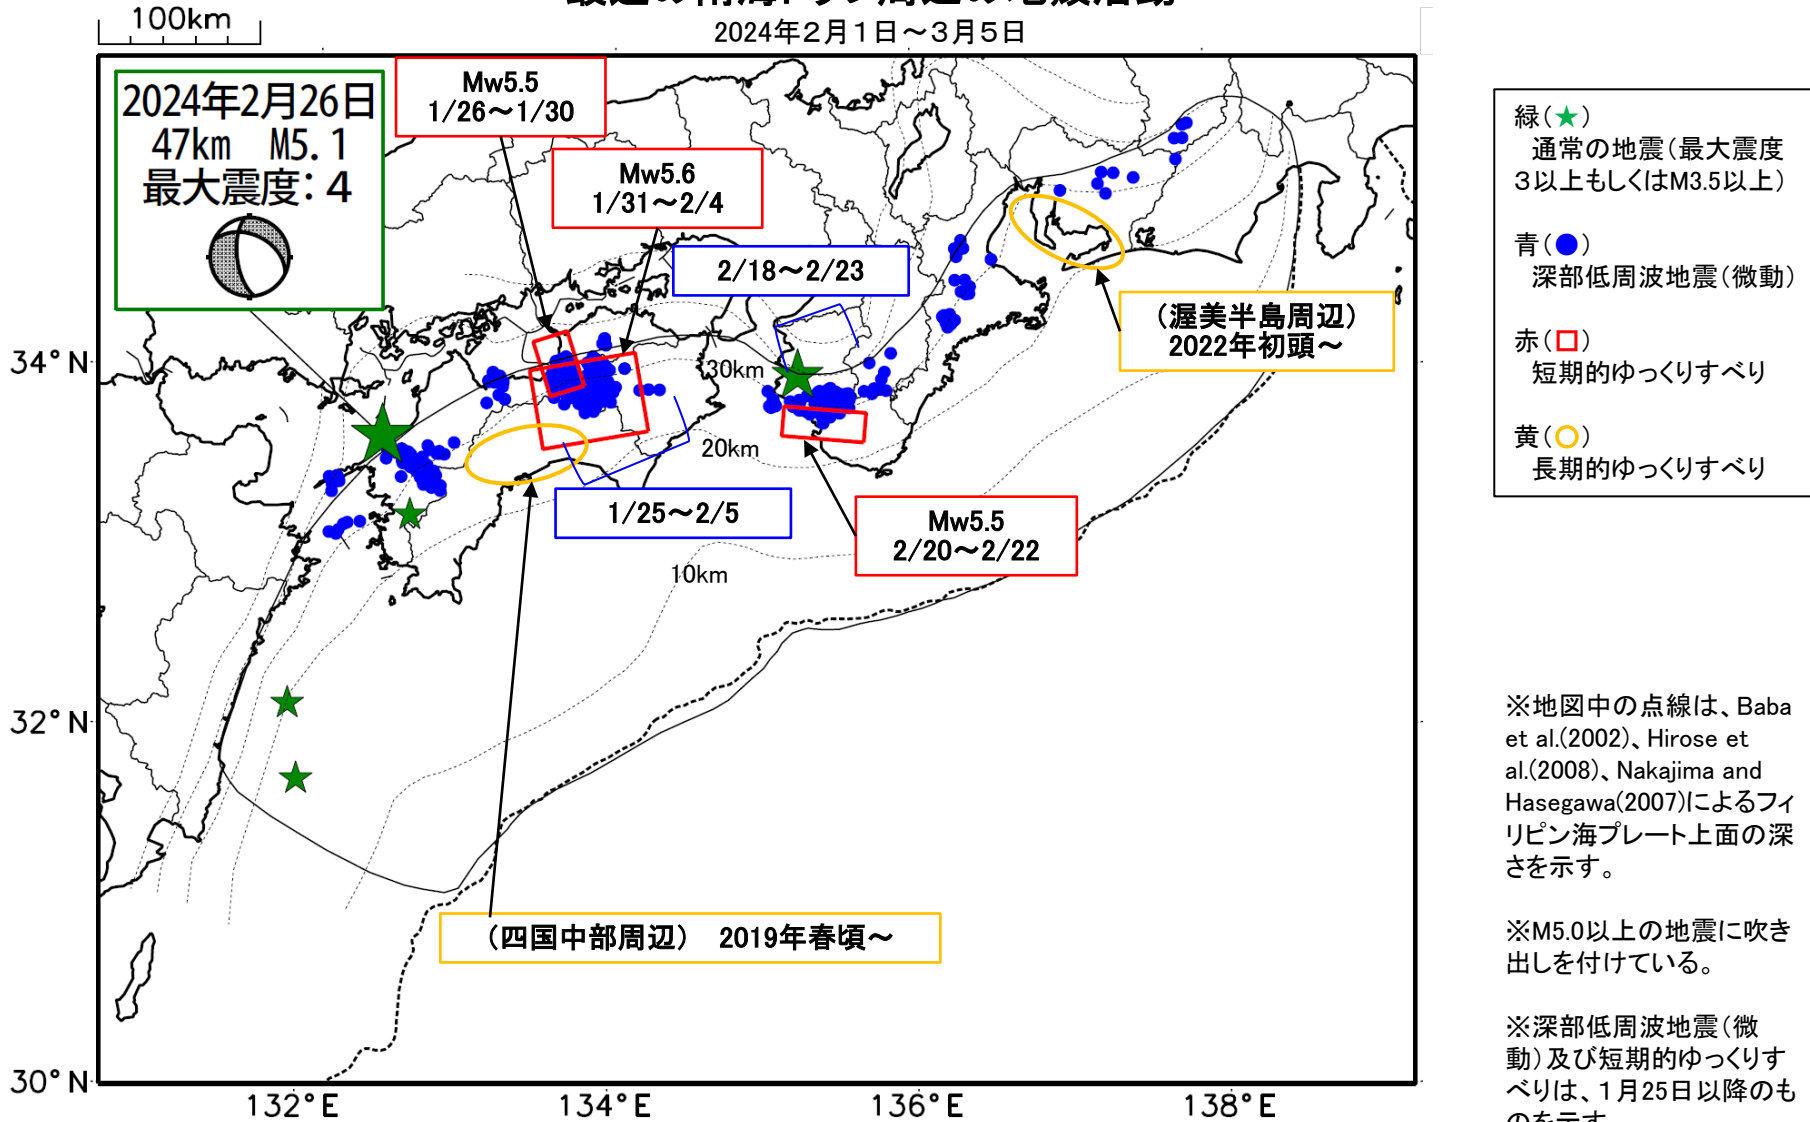 2024年2月1日～3月5日
100km
2024年2月26日
47km M5.1
最大震度：4
Mw5.5
1/26～1/30
Mw5.6
1/31～2/4
2/18～2/23
（渥美半島周辺）
2022年初頭～
34°N
30km
20km
1/25～2/5
Mw5.5
2/20～2/22
10km
32°N
（四国中部周辺） 2019年春頃～
30°N
132°E
134°E
136°E
138°E
緑（★）
通常の地震（最大震度
３以上もしくはM3.5以上）
青（●）
深部低周波地震（微動）
赤（□）
短期的ゆっくりすべり
黄（○）
長期的ゆっくりすべり
※地図中の点線は、Baba
et al.(2002)、Hirose et
al.(2008)、Nakajima and
Hasegawa(2007)によるフィ
リピン海プレート上面の深
さを示す。
※M5.0以上の地震に吹き
出しを付けている。
※深部低周波地震（微
動）及び短期的ゆっくりす
べりは、１月25日以降のも
のを示す